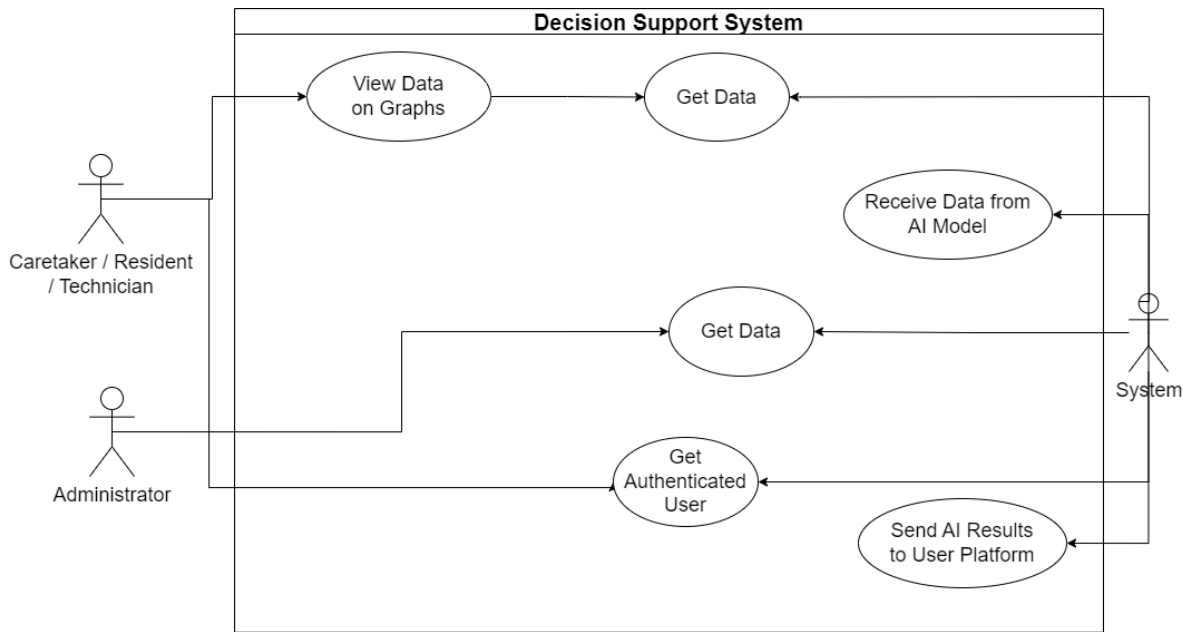 Decision Support System
View Data
on Graphs
Get Data
Receive Data from
AI Model
Caretaker / Resident
/ Technician
Get Data
System
Administrator
Get
Authenticated
User
Send AI Results
to User Platform